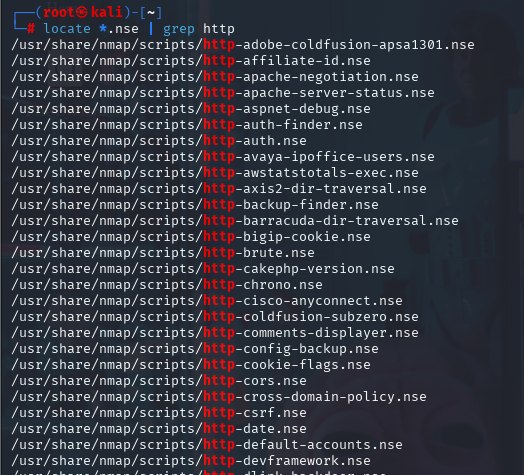 ┌──(root㉿kali)-[~]
└─# locate *.nse | grep http
/usr/share/nmap/scripts/http-adobe-coldfusion-apsa1301.nse
/usr/share/nmap/scripts/http-affiliate-id.nse
/usr/share/nmap/scripts/http-apache-negotiation.nse
/usr/share/nmap/scripts/http-apache-server-status.nse
/usr/share/nmap/scripts/http-aspnet-debug.nse
/usr/share/nmap/scripts/http-auth-finder.nse
/usr/share/nmap/scripts/http-auth.nse
/usr/share/nmap/scripts/http-avaya-ipoffice-users.nse
/usr/share/nmap/scripts/http-awstatstotals-exec.nse
/usr/share/nmap/scripts/http-axis2-dir-traversal.nse
/usr/share/nmap/scripts/http-backup-finder.nse
/usr/share/nmap/scripts/http-barracuda-dir-traversal.nse
/usr/share/nmap/scripts/http-bigip-cookie.nse
/usr/share/nmap/scripts/http-brute.nse
/usr/share/nmap/scripts/http-cakephp-version.nse
/usr/share/nmap/scripts/http-chrono.nse
/usr/share/nmap/scripts/http-cisco-anyconnect.nse
/usr/share/nmap/scripts/http-coldfusion-subzero.nse
/usr/share/nmap/scripts/http-comments-displayer.nse
/usr/share/nmap/scripts/http-config-backup.nse
/usr/share/nmap/scripts/http-cookie-flags.nse
/usr/share/nmap/scripts/http-cors.nse
/usr/share/nmap/scripts/http-cross-domain-policy.nse
/usr/share/nmap/scripts/http-csrf.nse
/usr/share/nmap/scripts/http-date.nse
/usr/share/nmap/scripts/http-default-accounts.nse
/usr/share/nmap/scripts/http-devframework.nse
/usr/share/nmap/scripts/http-dlink-backdoor.nse